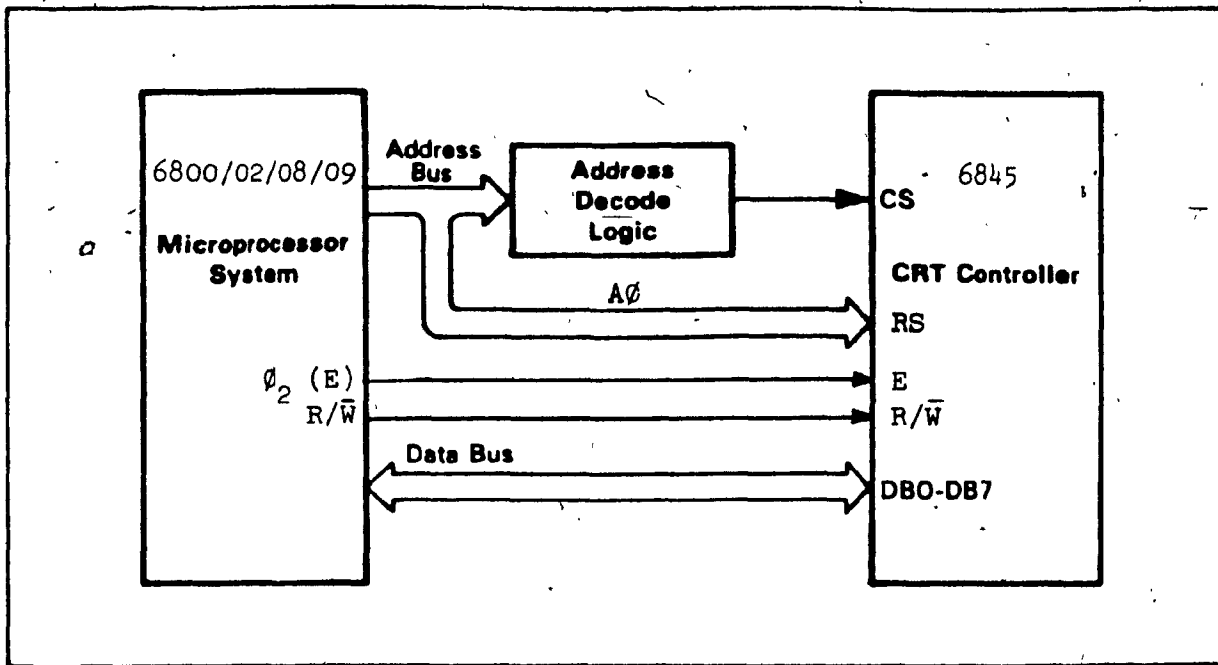 6800/02/08/09
Microprocessor
System
Address
Bus
Address
Decode
Logic
6845
CS
CRT Controller
AØ
RS
Ø₂ (E)
E
R/W̅
R/W̅
Data Bus
DB0-DB7